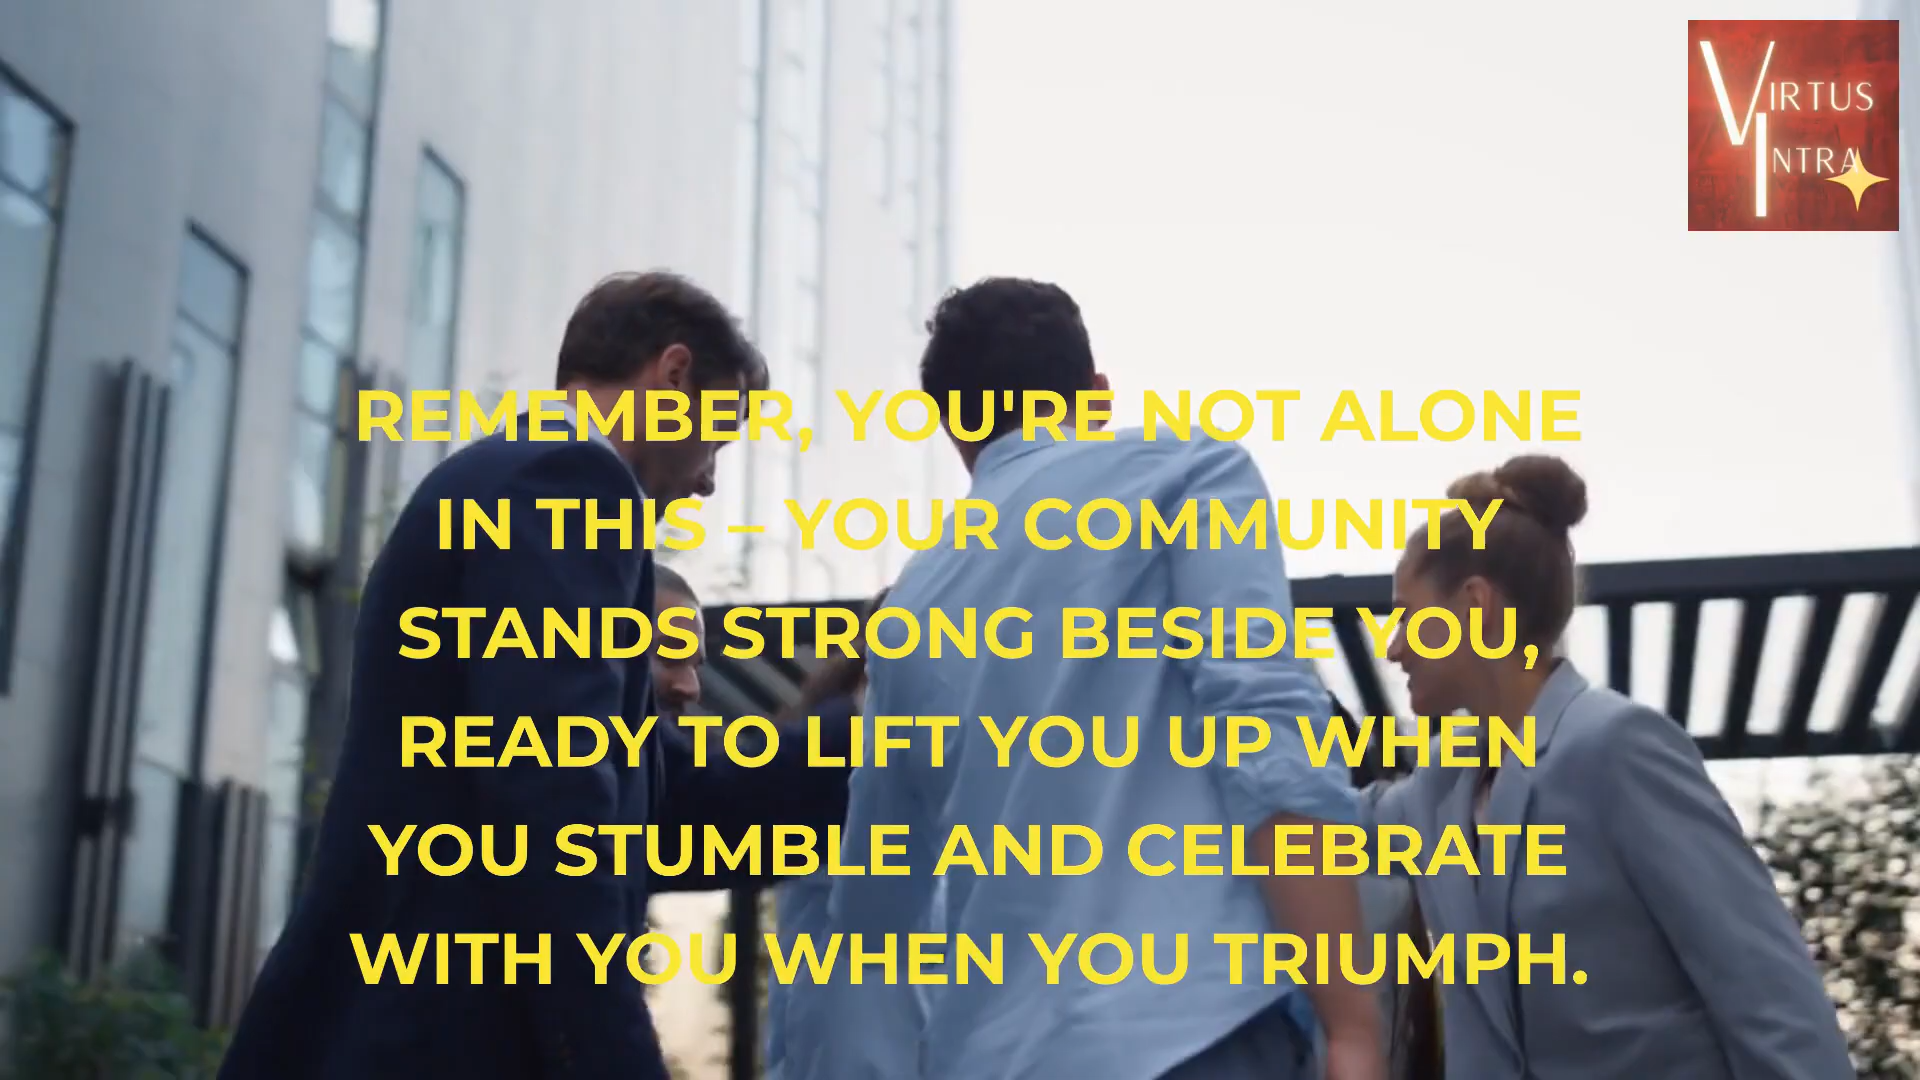 VIRTUS
INTRA
REMEMBER, YOU'RE NOT ALONE
IN THIS – YOUR COMMUNITY
STANDS STRONG BESIDE YOU,
READY TO LIFT YOU UP WHEN
YOU STUMBLE AND CELEBRATE
WITH YOU WHEN YOU TRIUMPH.